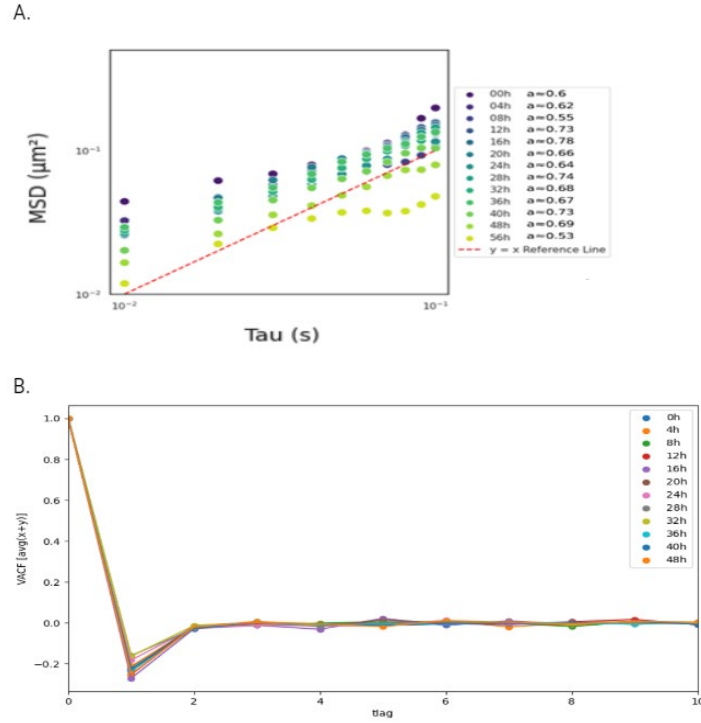 A.
MSD (μm²)
10⁻¹
10⁻²
10⁻²
10⁻¹
Tau (s)
00h a≈0.6
04h a≈0.62
08h a≈0.55
12h a≈0.73
16h a≈0.78
20h a≈0.66
24h a≈0.64
28h a≈0.74
32h a≈0.68
36h a≈0.67
40h a≈0.73
48h a≈0.69
56h a≈0.53
y = x Reference Line
B.
VACF [avg(x+y)]
1.0
0.8
0.6
0.4
0.2
0.0
−0.2
0 2 4 6 8 10
tlag
0h
4h
8h
12h
16h
20h
24h
28h
32h
36h
40h
48h